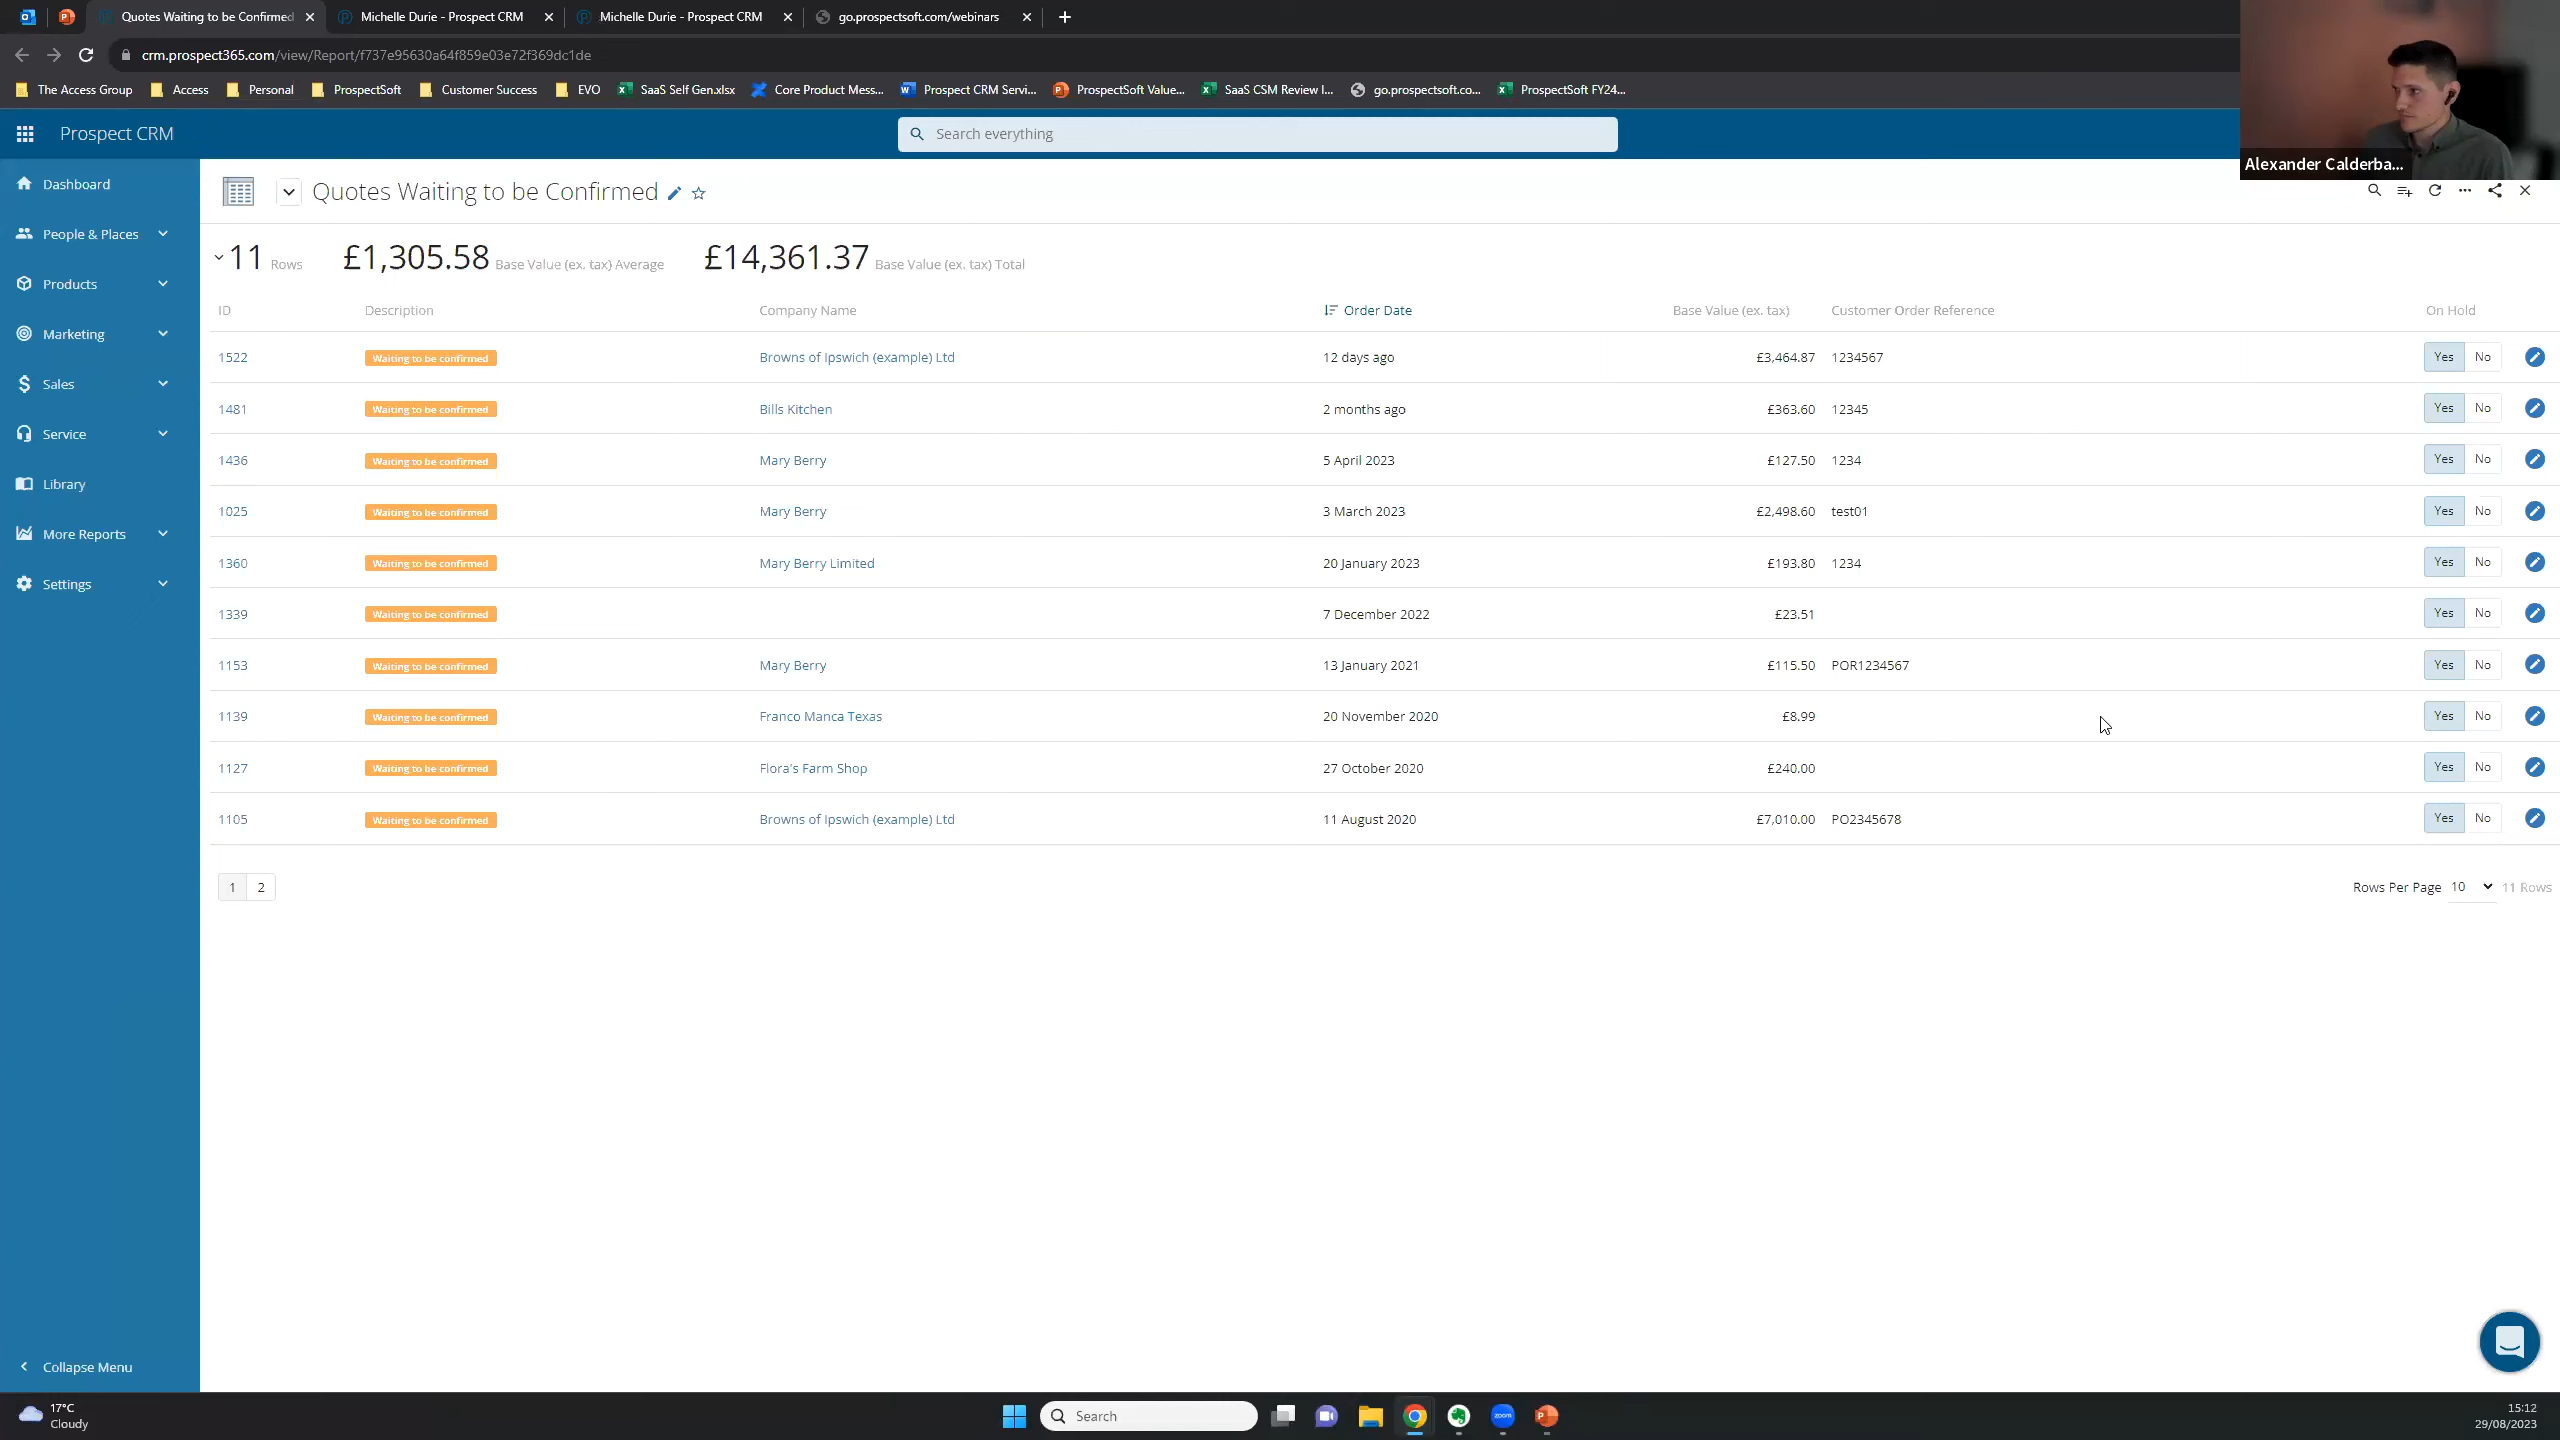 Quotes Waiting to be Confirmed
Michelle Durie - Prospect CRM
Michelle Durie - Prospect CRM
go.prospectsoft.com/webinars
crm.prospect365.com/view/Report/f737e95630a64f859e03e72f369dc1de
The Access Group Access Personal ProspectSoft Customer Success EVO SaaS Self Gen.xlsx Core Product Mess... Prospect CRM Servi... ProspectSoft Value... SaaS CSM Review I... go.prospectsoft.co... ProspectSoft FY24...
Prospect CRM
Search everything
Alexander Calderba...
Dashboard
People & Places
Products
Marketing
Sales
Service
Library
More Reports
Settings
Collapse Menu
Quotes Waiting to be Confirmed
11 Rows £1,305.58 Base Value (ex. tax) Average £14,361.37 Base Value (ex. tax) Total
ID Description Company Name Order Date Base Value (ex. tax) Customer Order Reference On Hold
1522 Waiting to be confirmed Browns of Ipswich (example) Ltd 12 days ago £3,464.87 1234567 Yes No
1481 Waiting to be confirmed Bills Kitchen 2 months ago £363.60 12345 Yes No
1436 Waiting to be confirmed Mary Berry 5 April 2023 £127.50 1234 Yes No
1025 Waiting to be confirmed Mary Berry 3 March 2023 £2,498.60 test01 Yes No
1360 Waiting to be confirmed Mary Berry Limited 20 January 2023 £193.80 1234 Yes No
1339 Waiting to be confirmed 7 December 2022 £23.51 Yes No
1153 Waiting to be confirmed Mary Berry 13 January 2021 £115.50 POR1234567 Yes No
1139 Waiting to be confirmed Franco Manca Texas 20 November 2020 £8.99 Yes No
1127 Waiting to be confirmed Flora's Farm Shop 27 October 2020 £240.00 Yes No
1105 Waiting to be confirmed Browns of Ipswich (example) Ltd 11 August 2020 £7,010.00 PO2345678 Yes No
1 2 Rows Per Page 10 11 Rows
17°C
Cloudy
Search
zoom
15:12
29/08/2023